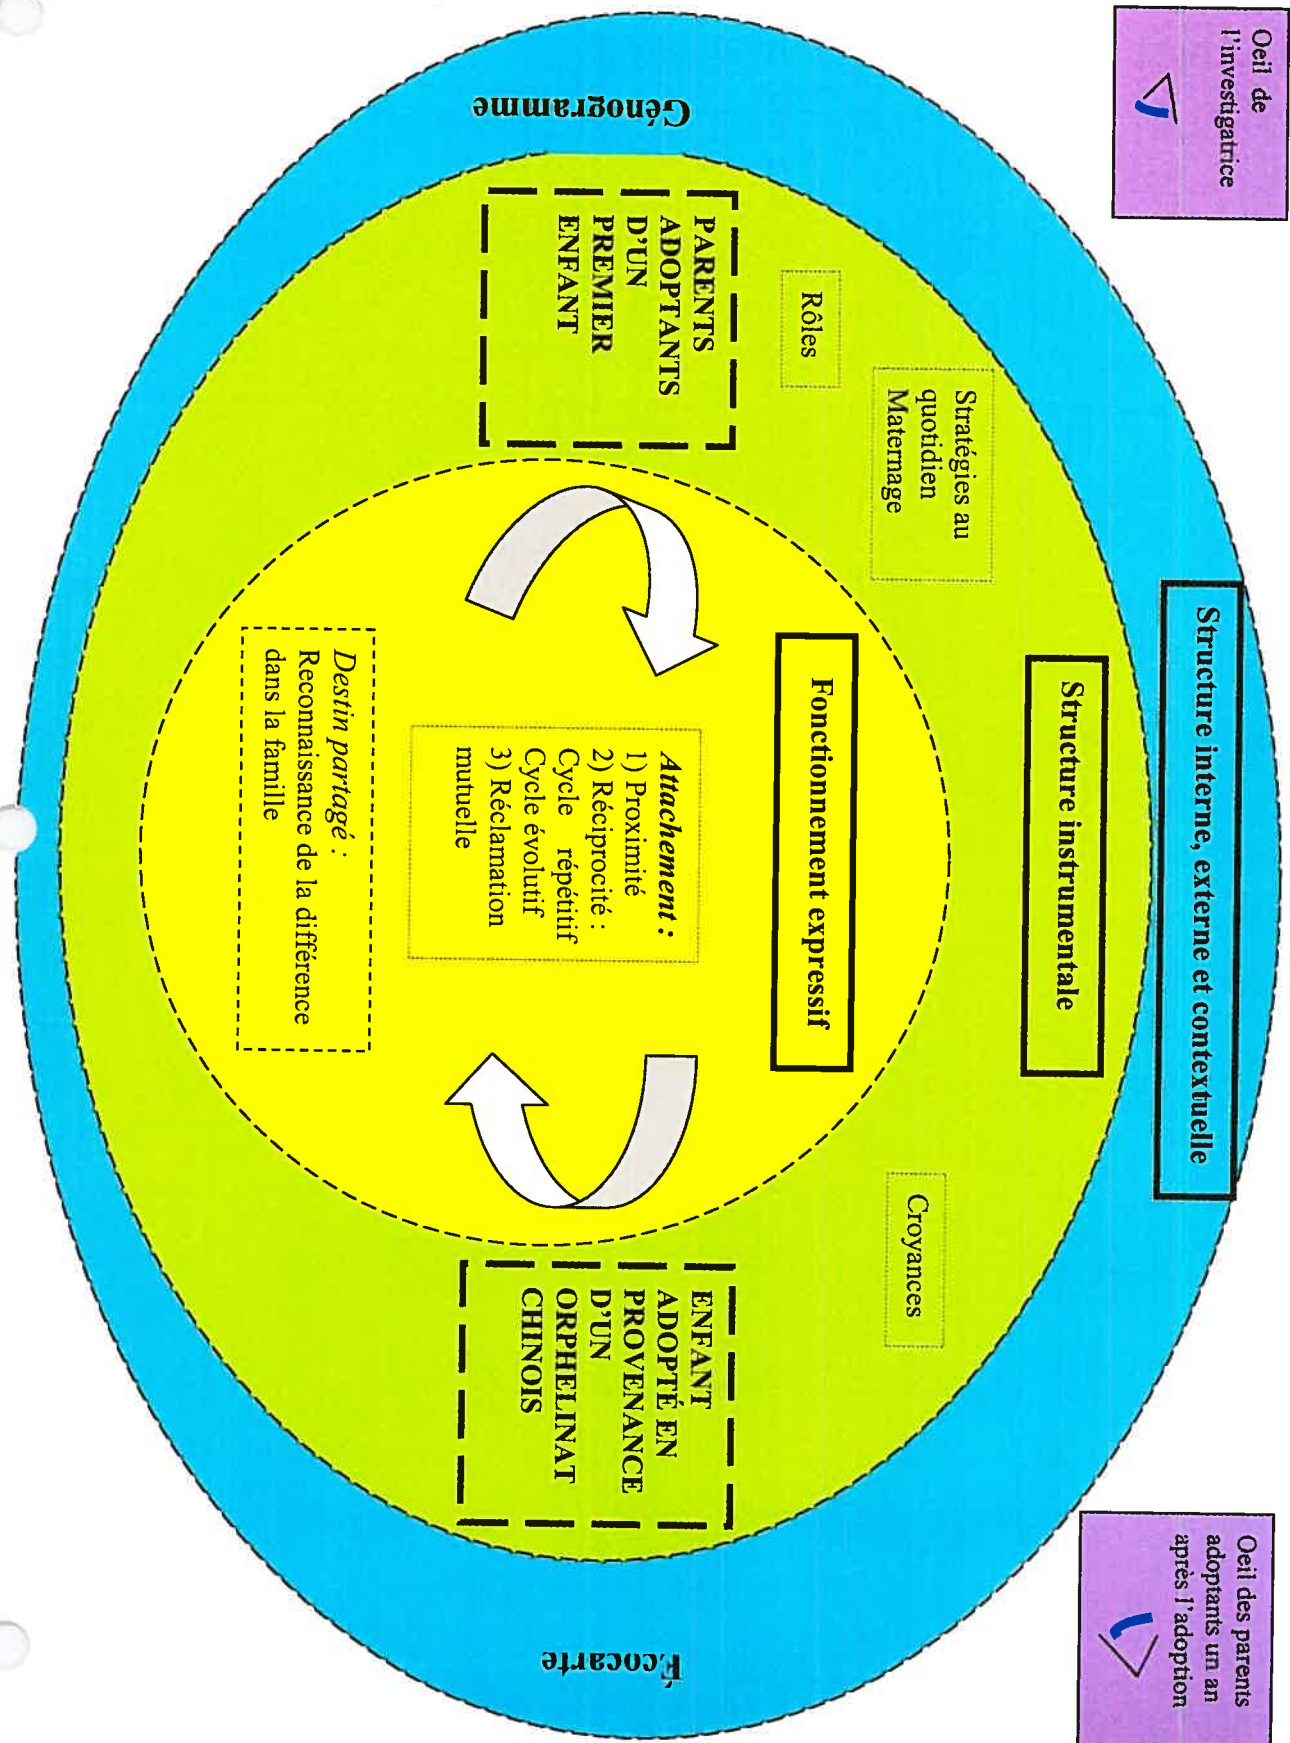 Oeil de
l'investigatrice
Oeil des parents
adoptants un an
après l'adoption
Structure interne, externe et contextuelle
Structure instrumentale
Stratégies au
quotidien
Maternage
Croyances
Rôles
Fonctionnement expressif
Génogramme
PARENTS
ADOPTANTS
D'UN
PREMIER
ENFANT
Attachement :
1) Proximité
2) Réciprocité :
Cycle répétitif
Cycle évolutif
3) Réclamation
mutuelle
ENFANT
ADOPTÉ EN
PROVENANCE
D'UN
ORPHELINAT
CHINOIS
Écocarte
Destin partagé :
Reconnaissance de la différence
dans la famille